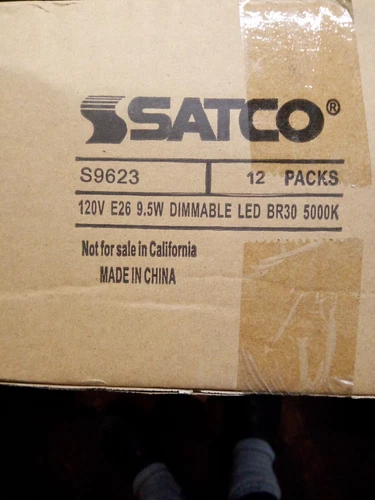 SATCO®
S9623 12 PACKS
120V E26 9.5W DIMMABLE LED BR30 5000K
Not for sale in California
MADE IN CHINA